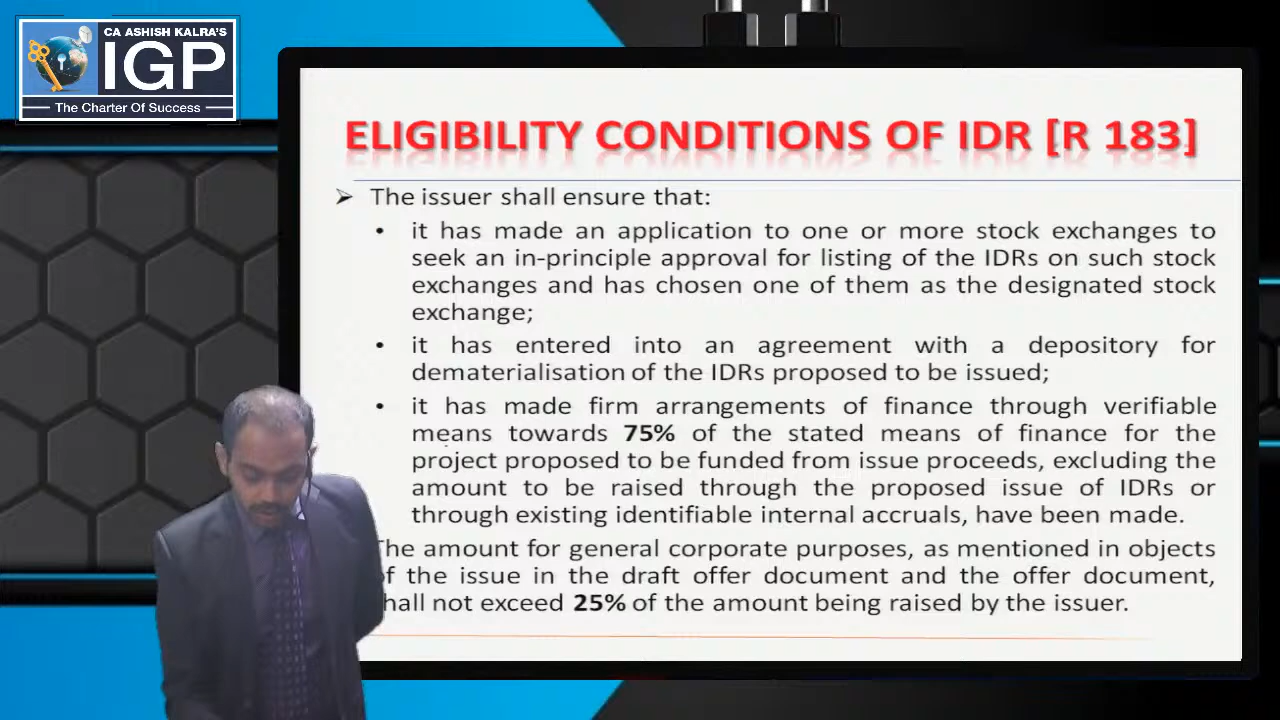 CA ASHISH KALRA'S
IGP
The Charter Of Success
ELIGIBILITY CONDITIONS OF IDR [R 183]
➢ The issuer shall ensure that:
• it has made an application to one or more stock exchanges to
seek an in-principle approval for listing of the IDRs on such stock
exchanges and has chosen one of them as the designated stock
exchange;
• it has entered into an agreement with a depository for
dematerialisation of the IDRs proposed to be issued;
• it has made firm arrangements of finance through verifiable
means towards 75% of the stated means of finance for the
project proposed to be funded from issue proceeds, excluding the
amount to be raised through the proposed issue of IDRs or
through existing identifiable internal accruals, have been made.
The amount for general corporate purposes, as mentioned in objects
of the issue in the draft offer document and the offer document,
shall not exceed 25% of the amount being raised by the issuer.